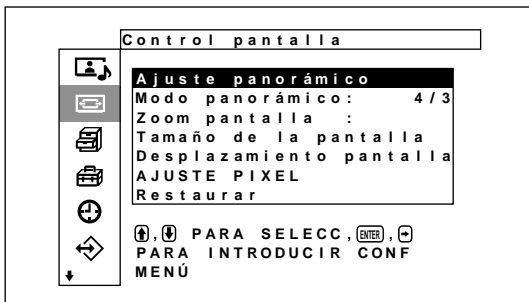 Control pantalla
Ajuste panorámico
Modo panorámico: 4/3
Zoom pantalla :
Tamaño de la pantalla
Desplazamiento pantalla
AJUSTE PIXEL
Restaurar
, PARA SELECC, ENTER,
PARA INTRODUCIR CONF
MENÚ